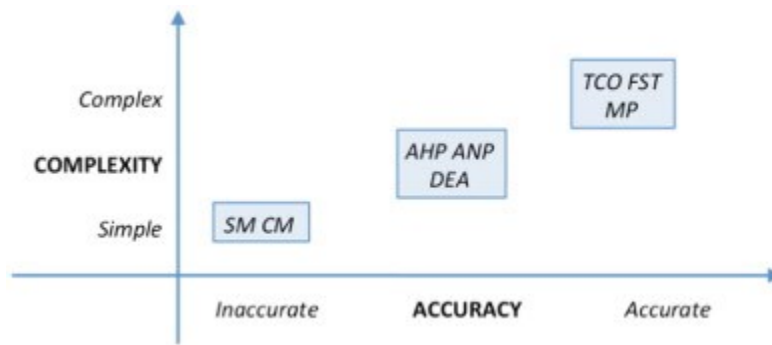 TCO FST
MP
Complex
AHP ANP
DEA
COMPLEXITY
Simple
SM CM
Inaccurate
ACCURACY
Accurate